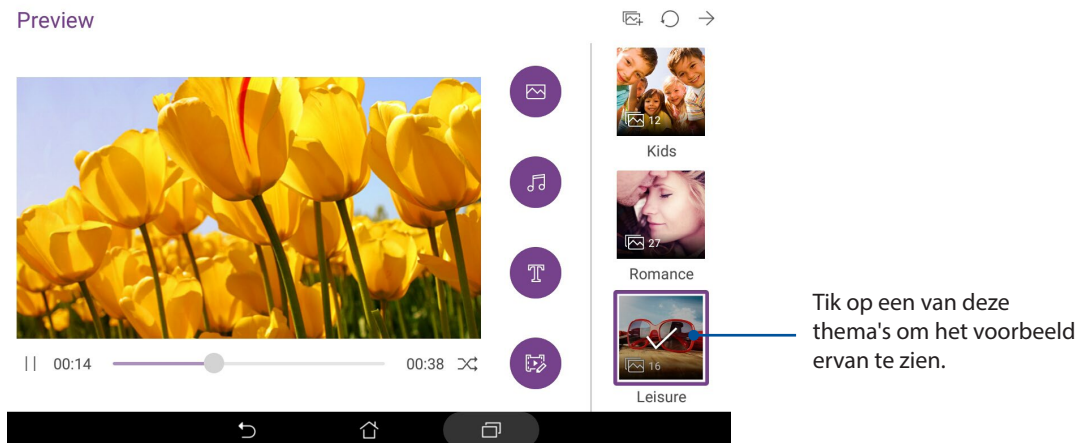 Preview
12
Kids
27
Romance
16
Leisure
00:14
00:38
T
Tik op een van deze
thema's om het voorbeeld
ervan te zien.